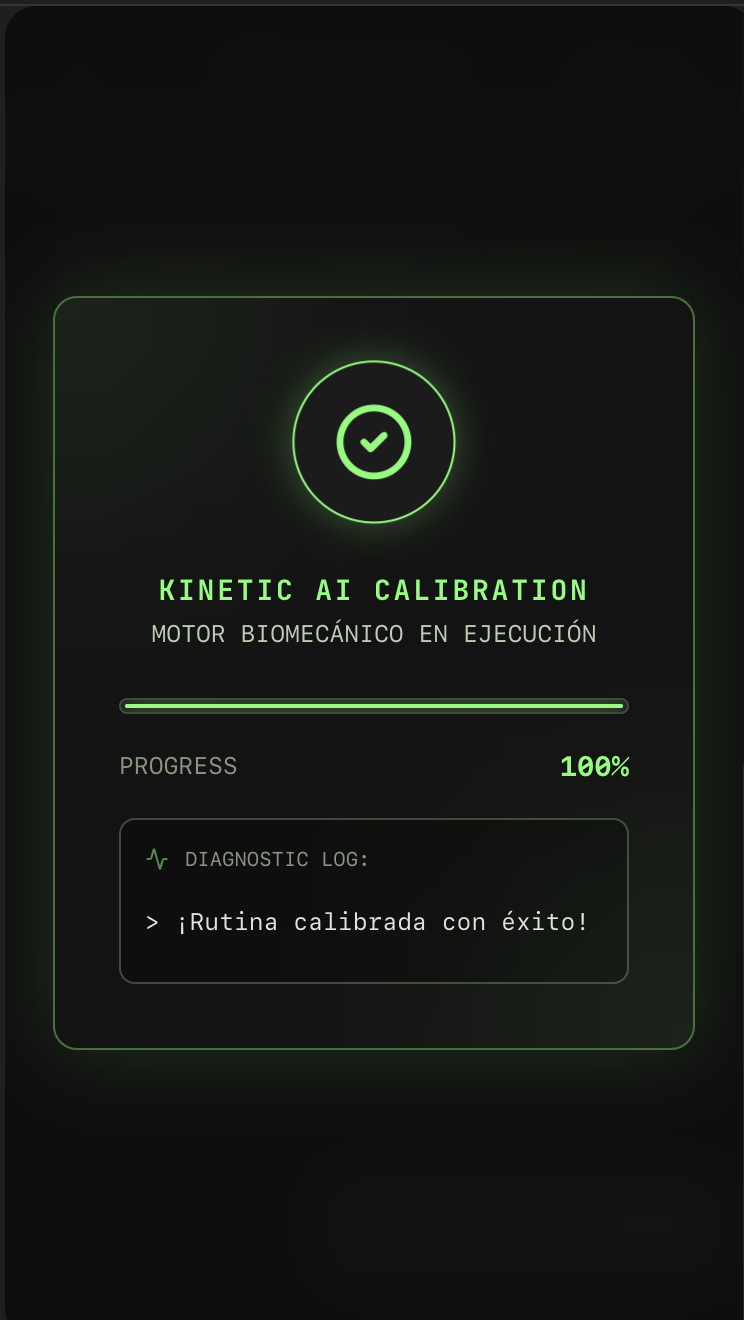 KINETIC AI CALIBRATION
MOTOR BIOMECÁNICO EN EJECUCIÓN
PROGRESS 100%
DIAGNOSTIC LOG:
> ¡Rutina calibrada con éxito!